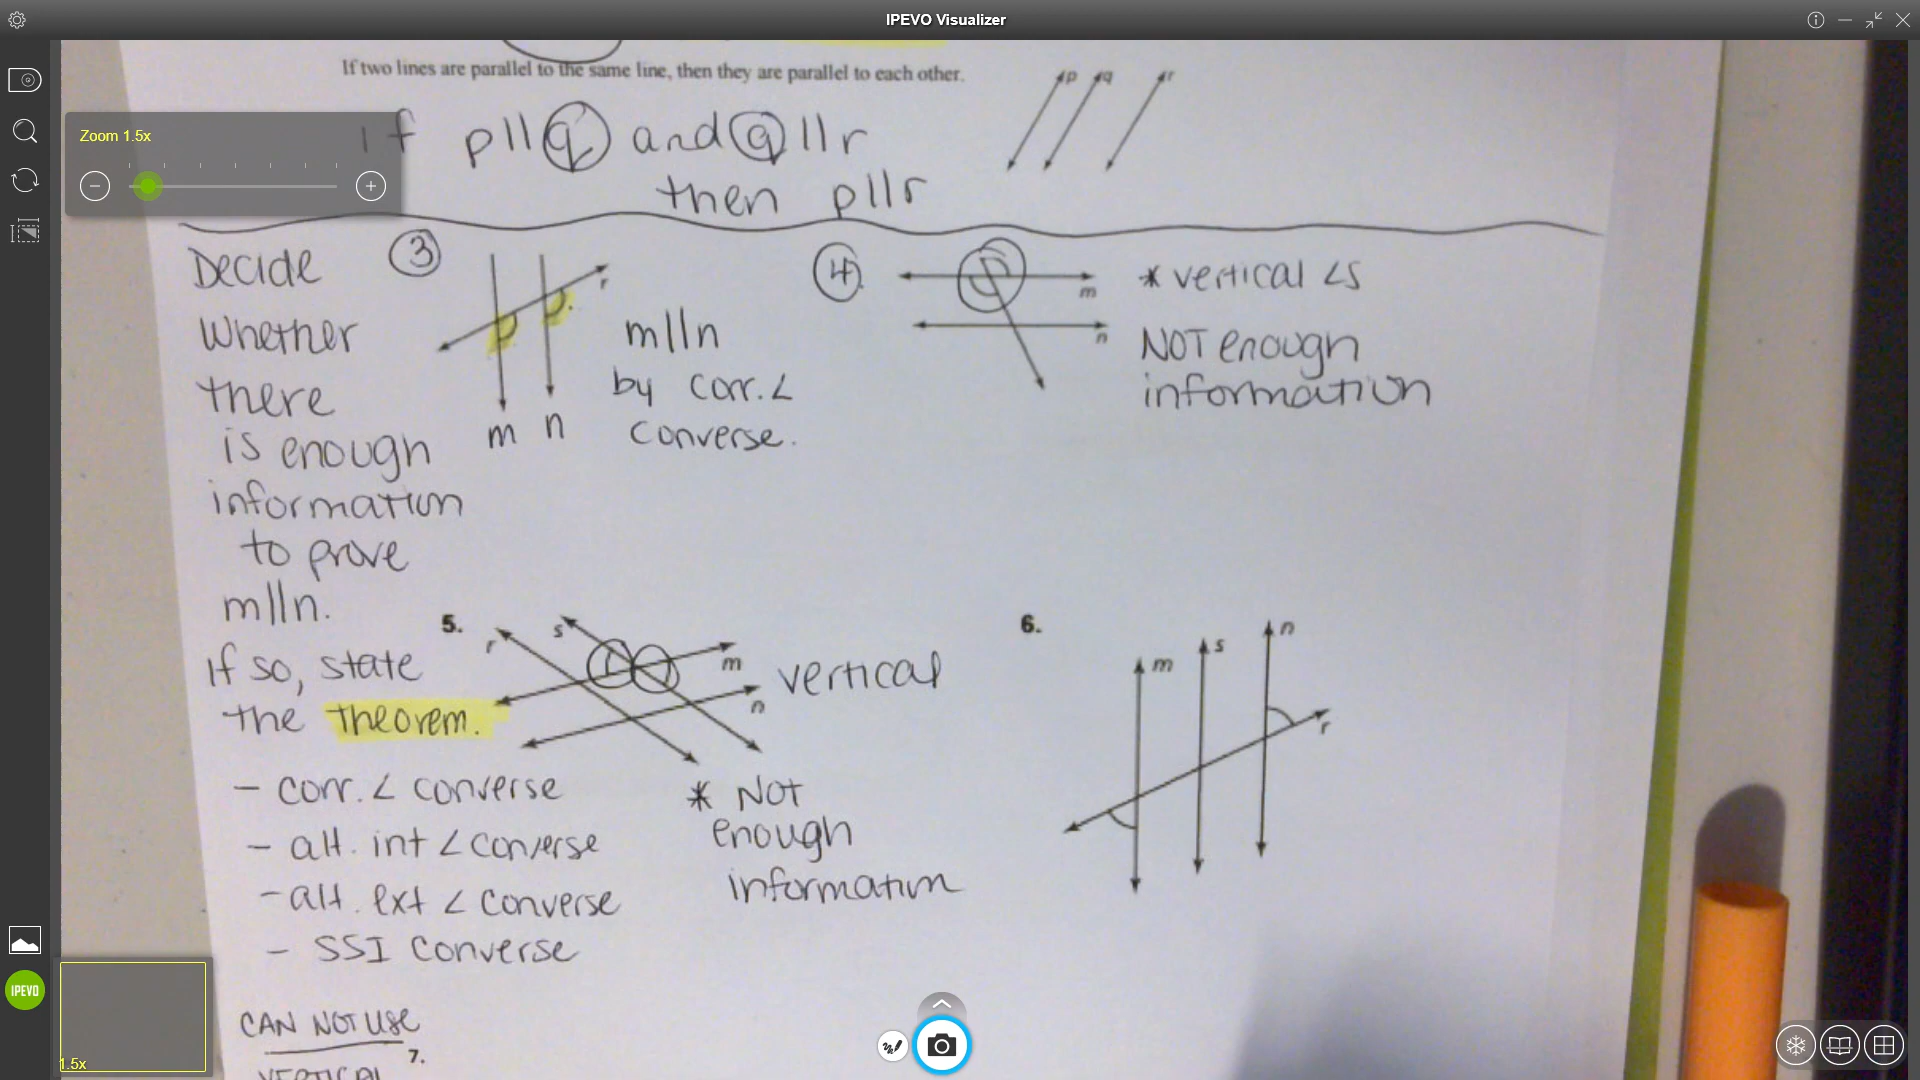 IPEVO Visualizer
If two lines are parallel to the same line, then they are parallel to each other.
p q r
Zoom 1.5x
If p||q and q||r
then p||r
Decide
Whether
there
is enough
information
to prove
m||n.
If so, state
the theorem.
- corr. ∠ converse
- alt. int ∠ converse
- alt. ext ∠ converse
- SSI Converse
CAN NOT USE
VERTICAL
3
r
m n
m||n
by corr. ∠
converse.
4.
m
n
* vertical ∠s
NOT enough
information
5.
r s
m
n
vertical
* Not
enough
information
6.
m s n
r
7.
IPEVO
1.5x